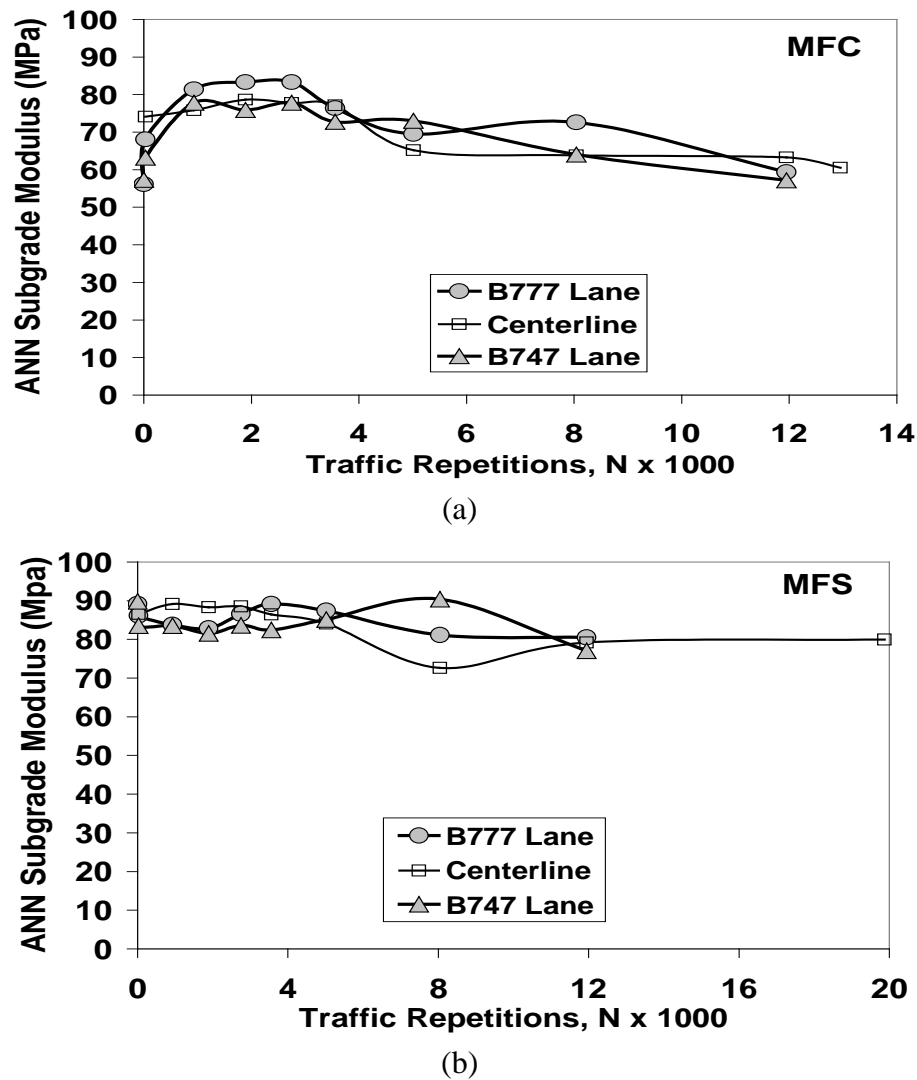 100
90
80
70
60
50
40
30
20
10
0
ANN Subgrade Modulus (MPa)
MFC
B777 Lane
Centerline
B747 Lane
0 2 4 6 8 10 12 14
Traffic Repetitions, N x 1000
(a)
100
90
80
70
60
50
40
30
20
10
0
ANN Subgrade Modulus (Mpa)
MFS
B777 Lane
Centerline
B747 Lane
0 4 8 12 16 20
Traffic Repetitions, N x 1000
(b)